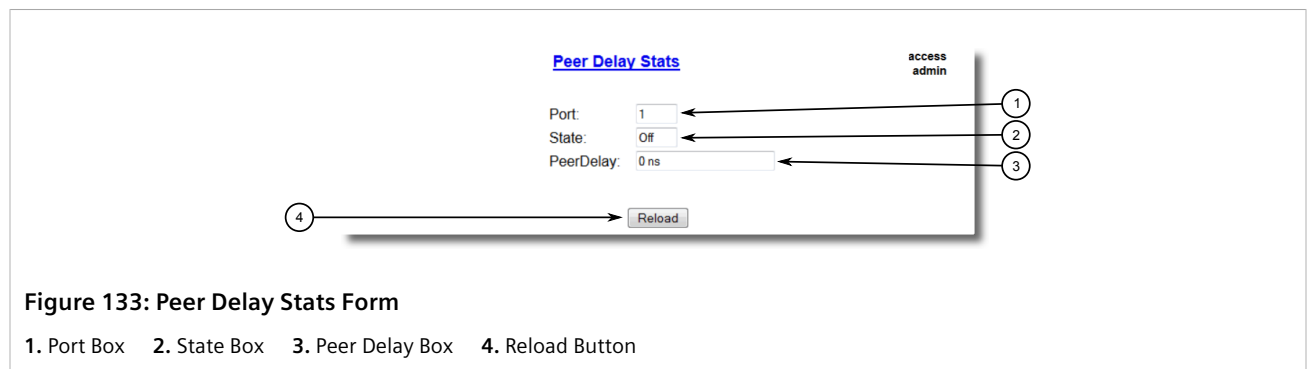 Peer Delay Stats
access
admin
Port: 1
1
State: Off
2
PeerDelay: 0 ns
3
4
Reload
Figure 133: Peer Delay Stats Form
1. Port Box 2. State Box 3. Peer Delay Box 4. Reload Button